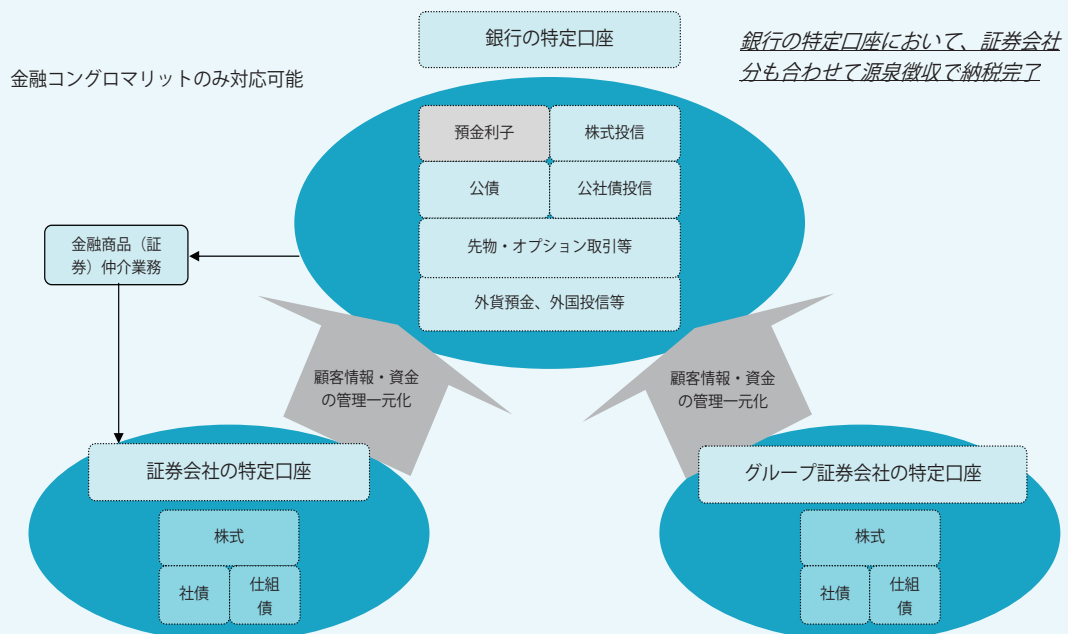 銀行の特定口座
銀行の特定口座において、証券会社
分も合わせて源泉徴収で納税完了
金融コングロマリットのみ対応可能
預金利子
株式投信
公債
公社債投信
先物・オプション取引等
外貨預金、外国投信等
金融商品（証
券）仲介業務
顧客情報・資金
の管理一元化
顧客情報・資金
の管理一元化
証券会社の特定口座
株式
社債
仕組
債
グループ証券会社の特定口座
株式
社債
仕組
債